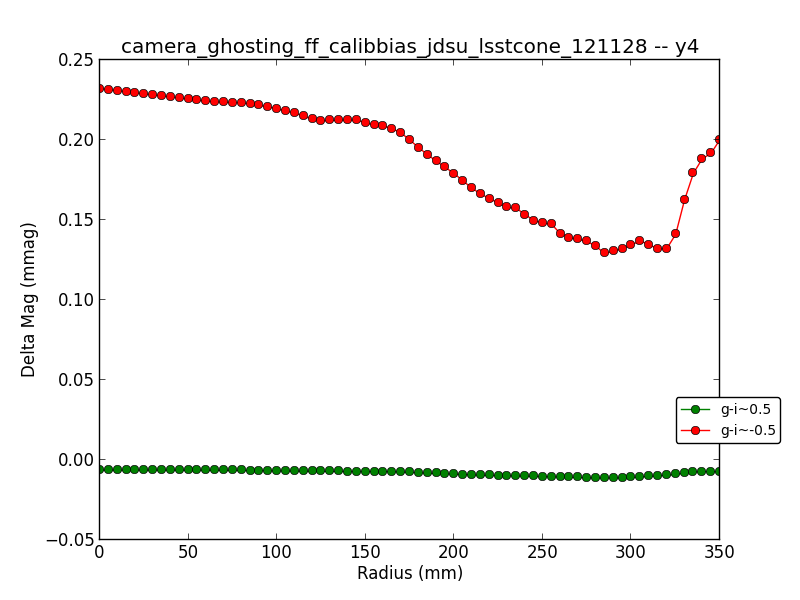 camera_ghosting_ff_calibbias_jdsu_lsstcone_121128 -- y4
0.25
0.20
0.15
0.10
0.05
0.00
−0.05
Delta Mag (mmag)
g-i~0.5
g-i~-0.5
0 50 100 150 200 250 300 350
Radius (mm)